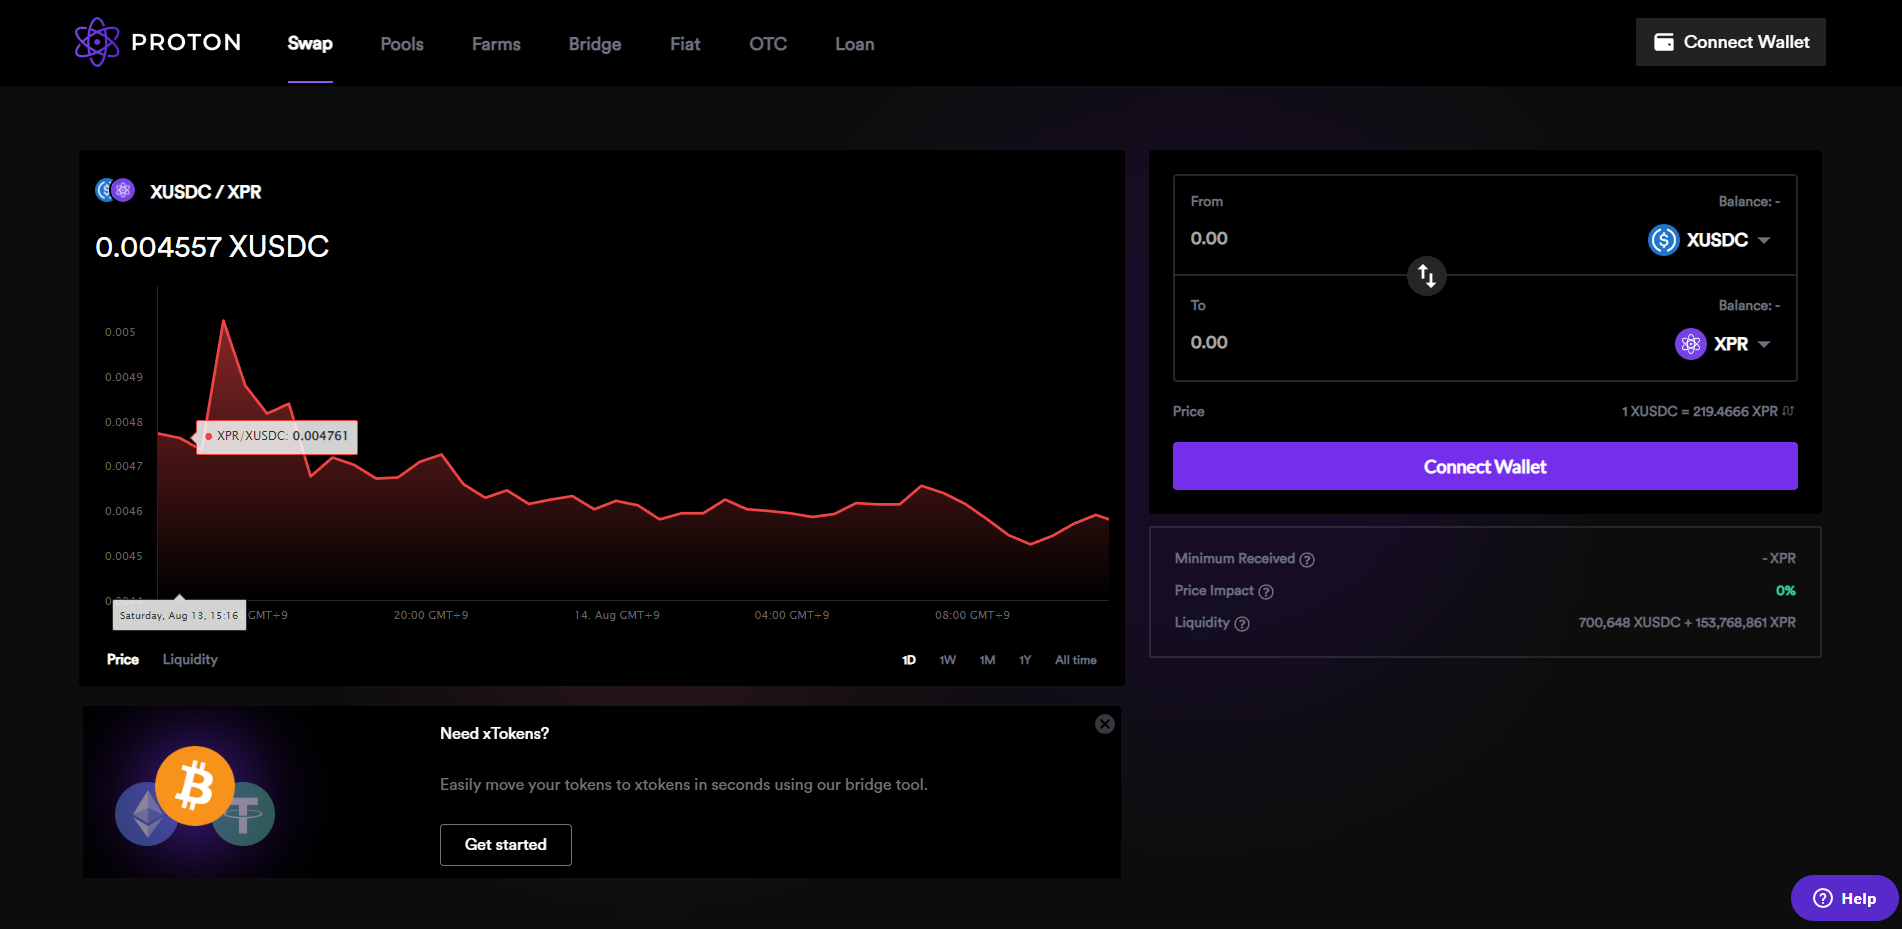 PROTON
Swap
Pools
Farms
Bridge
Fiat
OTC
Loan
Connect Wallet
XUSDC / XPR
0.004557 XUSDC
0.005
0.0049
0.0048
0.0047
0.0046
0.0045
0.0044
XPR/XUSDC: 0.004761
Saturday, Aug 13, 15:16
GMT+9
20:00 GMT+9
14. Aug GMT+9
04:00 GMT+9
08:00 GMT+9
Price
Liquidity
1D
1W
1M
1Y
All time
From
Balance: -
0.00
XUSDC
To
Balance: -
0.00
XPR
Price
1 XUSDC = 219.4666 XPR
Connect Wallet
Minimum Received ?
- XPR
Price Impact ?
0%
Liquidity ?
700,648 XUSDC + 153,768,861 XPR
Need xTokens?
Easily move your tokens to xtokens in seconds using our bridge tool.
Get started
? Help